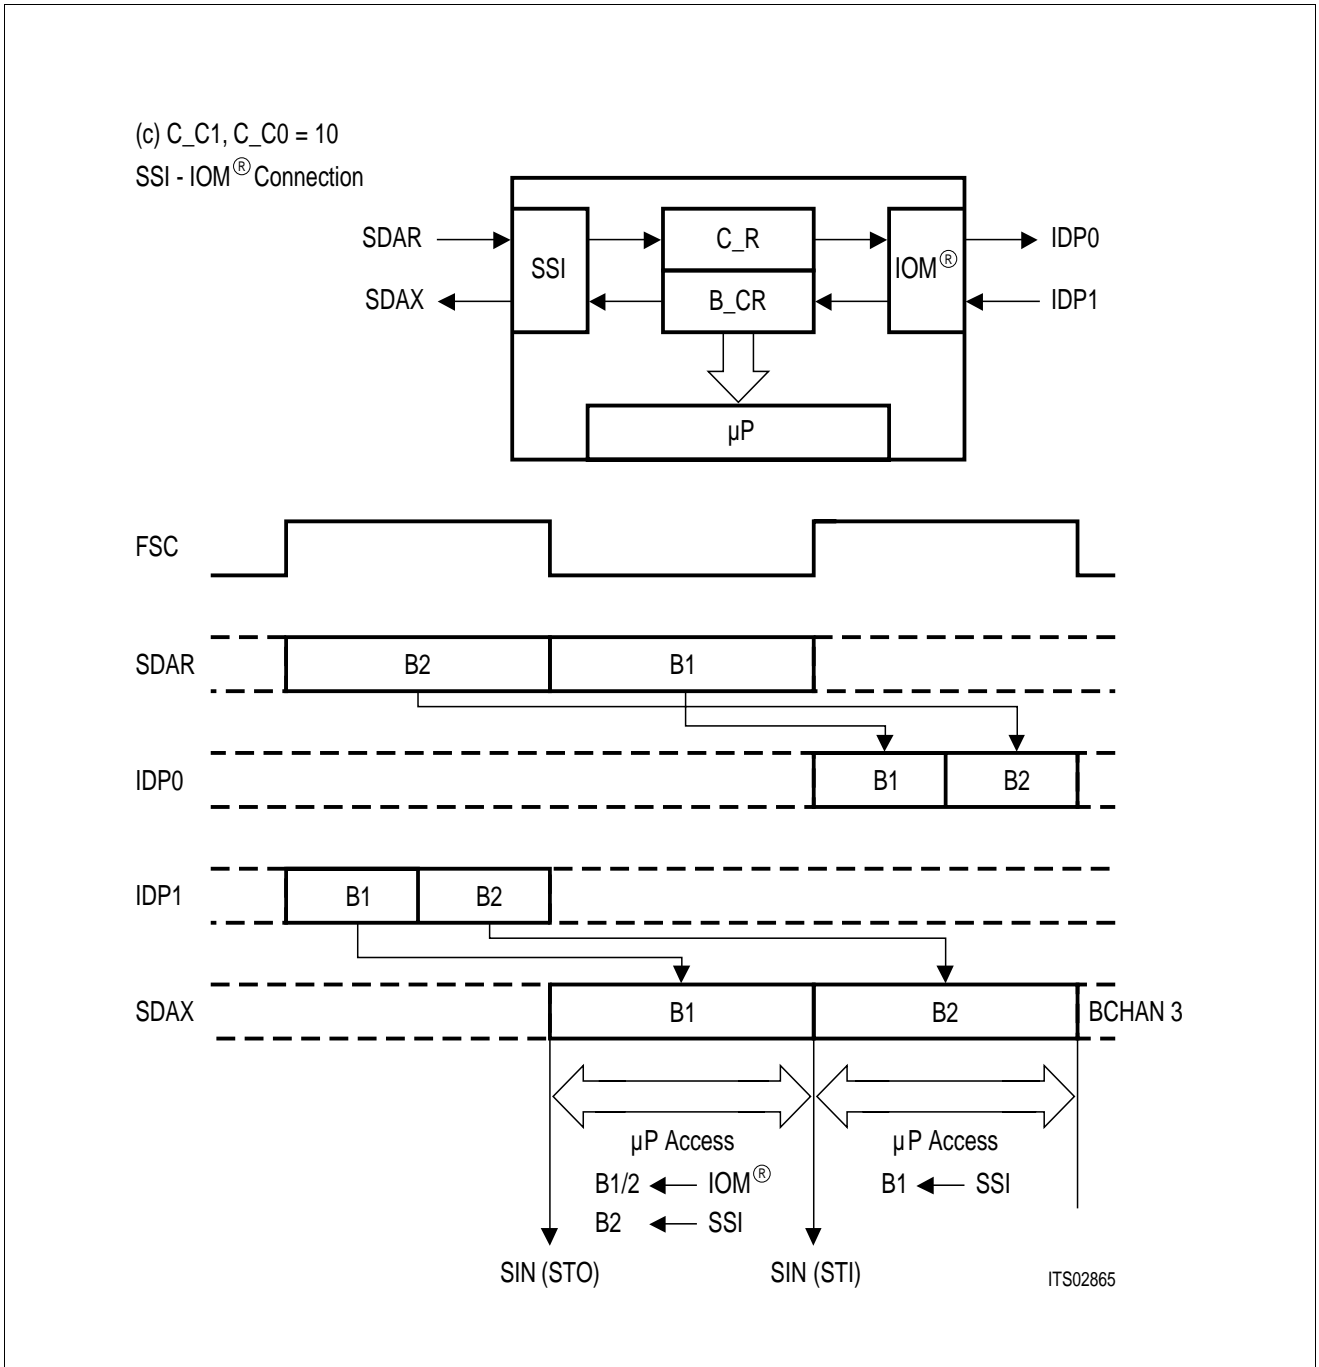 (c) C_C1, C_C0 = 10
SSI - IOM® Connection
SDAR
SDAX
SSI
C_R
B_CR
IOM®
IDP0
IDP1
µP
FSC
SDAR
B2
B1
IDP0
B1
B2
IDP1
B1
B2
SDAX
B1
B2
BCHAN 3
µP Access
B1/2 ← IOM®
B2 ← SSI
µP Access
B1 ← SSI
SIN (STO)
SIN (STI)
ITS02865